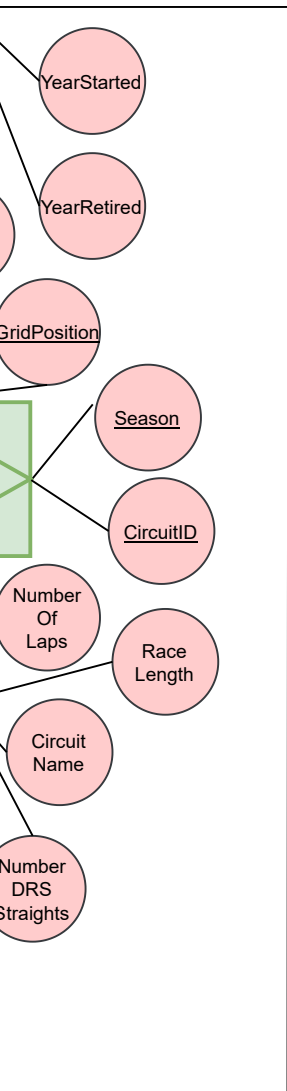 YearStarted
YearRetired
GridPosition
Season
CircuitID
Number
Of
Laps
Race
Length
Circuit
Name
Number
DRS
Straights